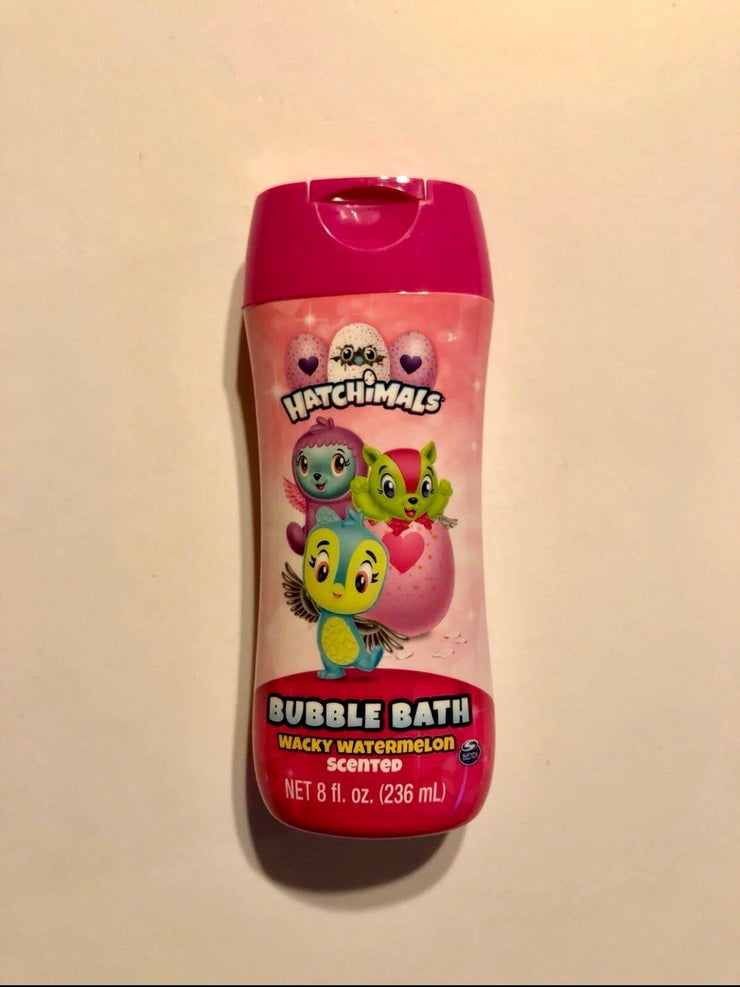 HATCHiMALS
BUBBLE BATH
WACKY WATERMELON
SCENTED
NET 8 fl. oz. (236 mL)